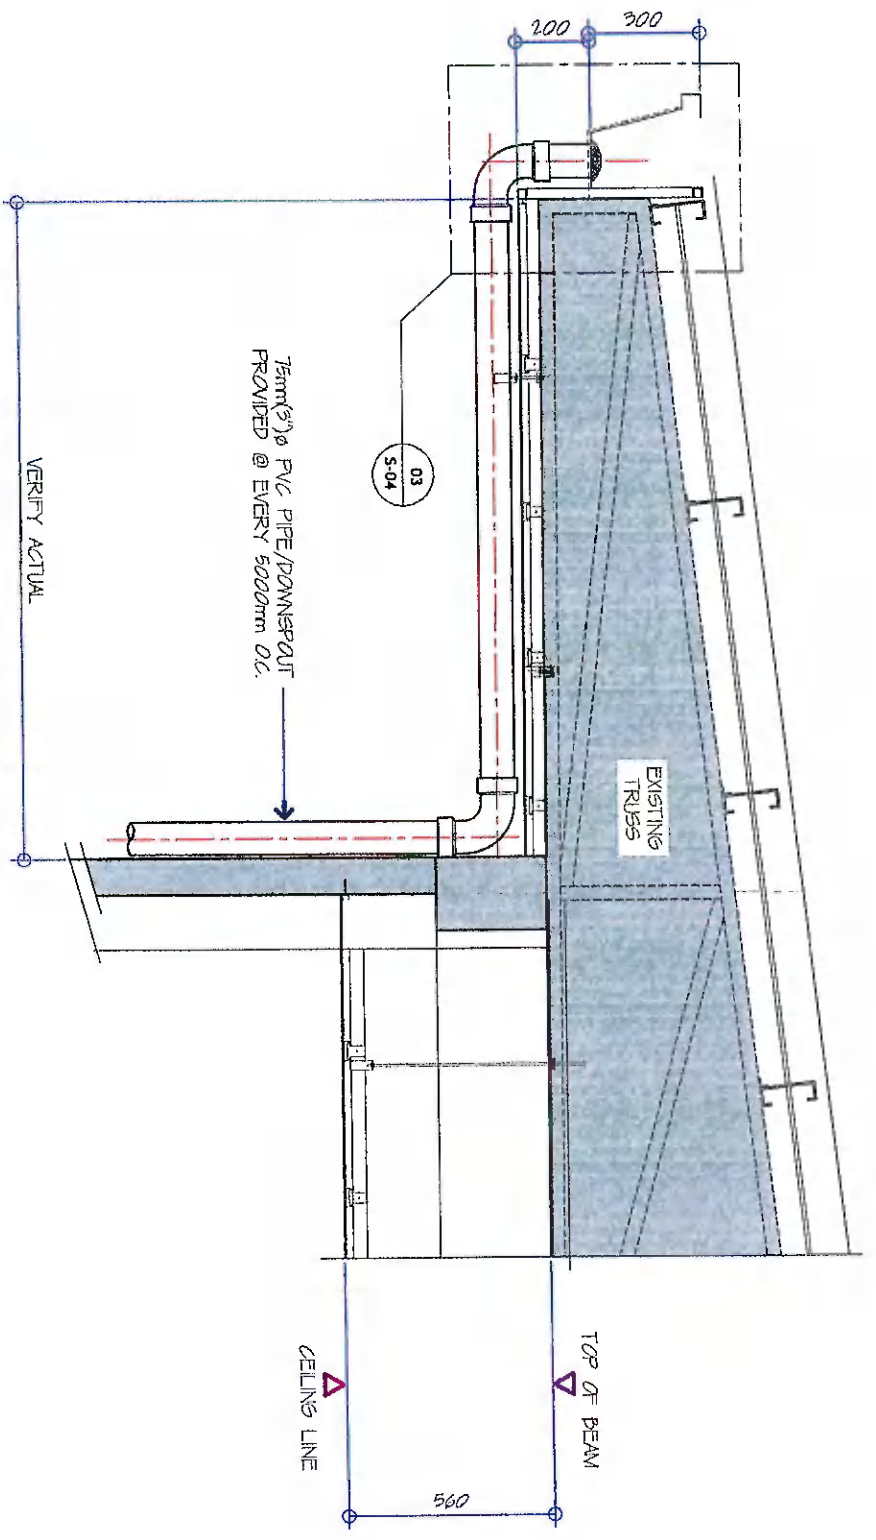 200
300
03
S-04
75mm(3")ø PVC PIPE/DOWNSPOUT
PROVIDED @ EVERY 5000mm O.C.
VERIFY ACTUAL
EXISTING
TRUSS
TOP OF BEAM
CEILING LINE
560